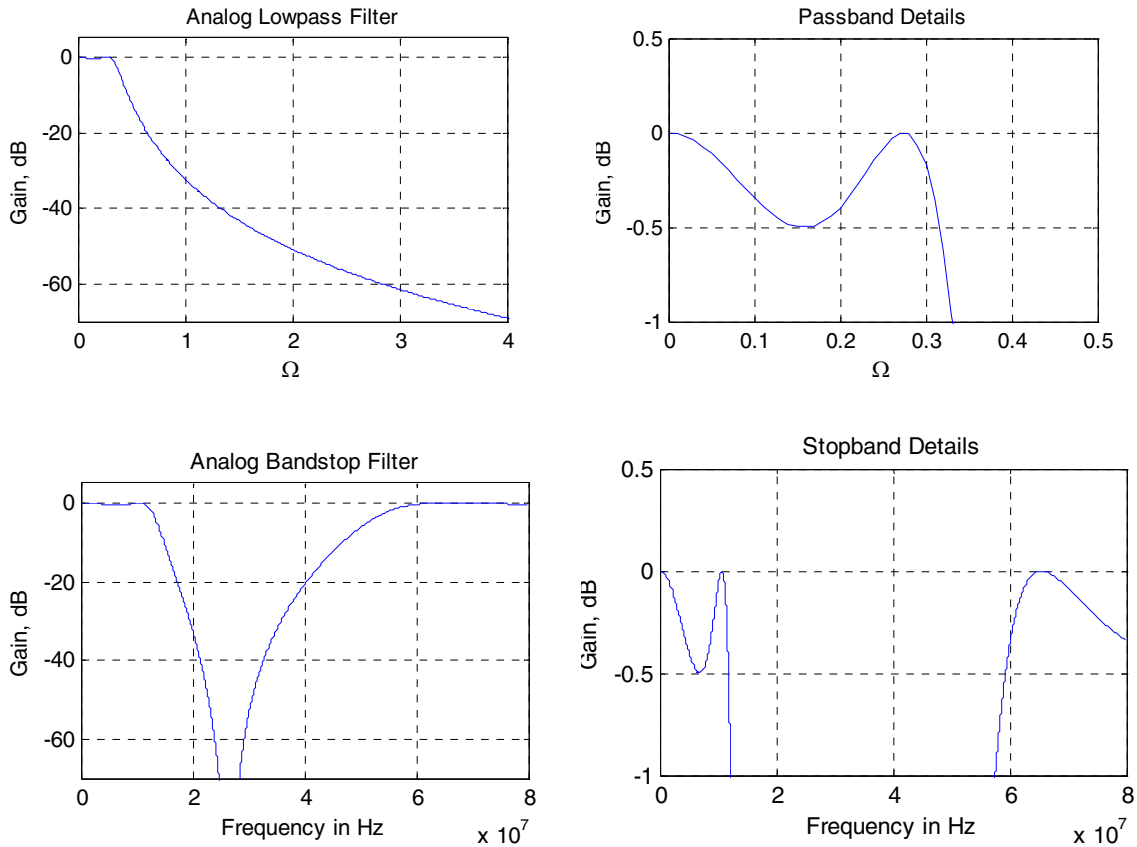 Analog Lowpass Filter
0
-20
-40
-60
Gain, dB
0 1 2 3 4
Ω
Passband Details
0.5
0
-0.5
-1
Gain, dB
0 0.1 0.2 0.3 0.4 0.5
Ω
Analog Bandstop Filter
0
-20
-40
-60
Gain, dB
0 2 4 6 8
Frequency in Hz
x 10^7
Stopband Details
0.5
0
-0.5
-1
Gain, dB
0 2 4 6 8
Frequency in Hz
x 10^7